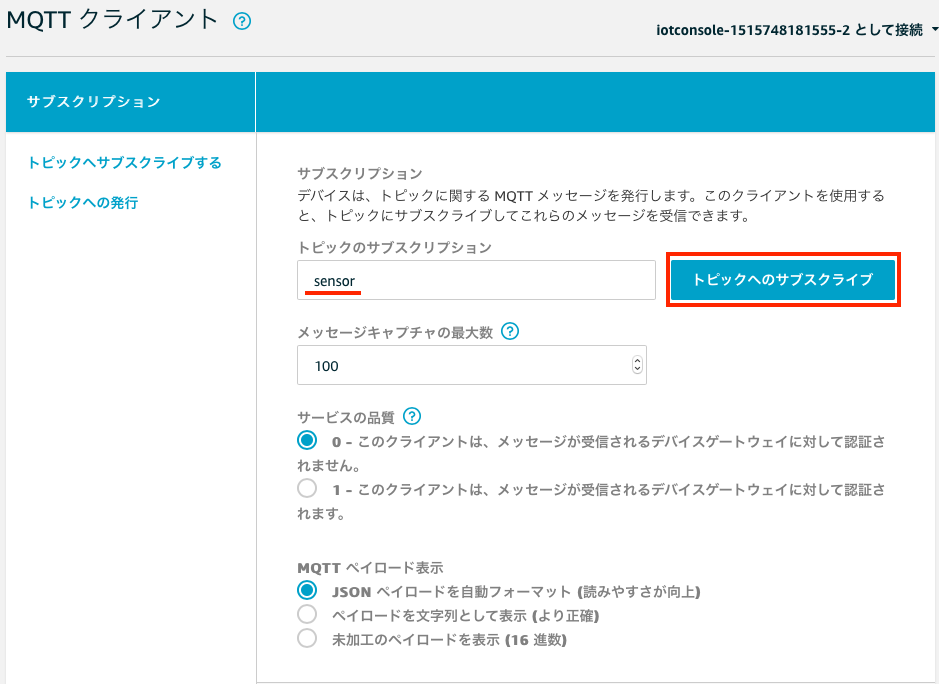 MQTT クライアント ?
iotconsole-1515748181555-2 として接続
サブスクリプション
トピックへサブスクライブする
トピックへの発行
サブスクリプション
デバイスは、トピックに関する MQTT メッセージを発行します。このクライアントを使用する
と、トピックにサブスクライブしてこれらのメッセージを受信できます。
トピックのサブスクリプション
sensor
トピックへのサブスクライブ
メッセージキャプチャの最大数 ?
100
サービスの品質 ?
0 - このクライアントは、メッセージが受信されるデバイスゲートウェイに対して認証さ
れません。
1 - このクライアントは、メッセージが受信されるデバイスゲートウェイに対して認証さ
れます。
MQTT ペイロード表示
JSON ペイロードを自動フォーマット (読みやすさが向上)
ペイロードを文字列として表示 (より正確)
未加工のペイロードを表示 (16 進数)